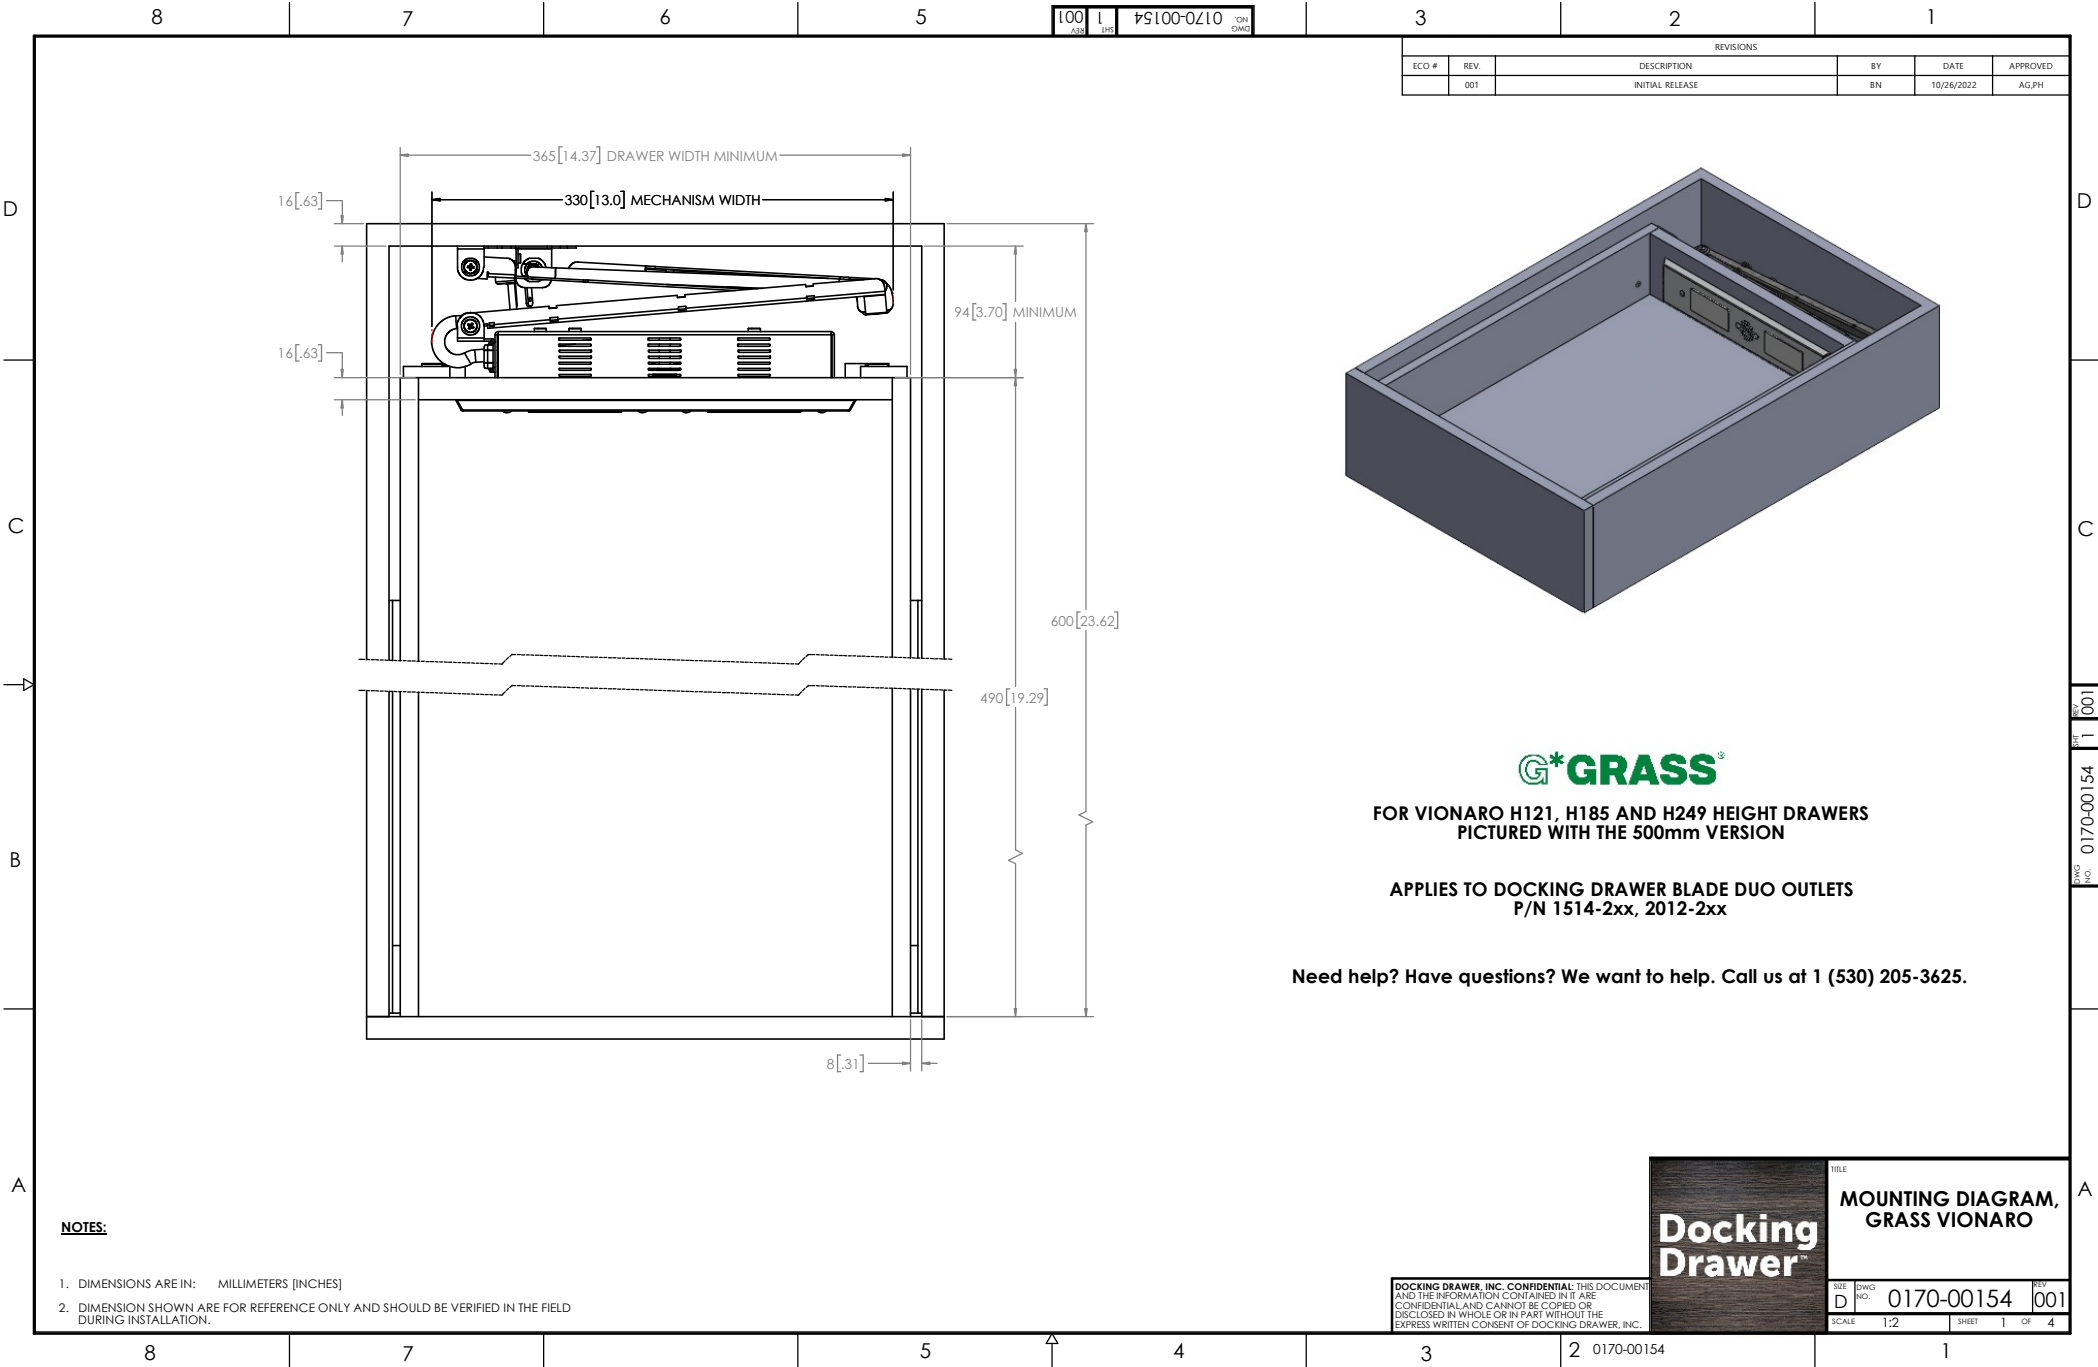 8
7
6
5
DWG NO. 0170-00154
SHT 1
REV 001
3
2
1
REVISIONS
ECO # REV. DESCRIPTION BY DATE APPROVED
001 INITIAL RELEASE BN 10/26/2022 AG,PH
D
D
365[14.37] DRAWER WIDTH MINIMUM
16[.63]
330[13.0] MECHANISM WIDTH
94[3.70] MINIMUM
16[.63]
C
C
600[23.62]
490[19.29]
REV 001
SHT 1
DWG NO. 0170-00154
G*GRASS®
FOR VIONARO H121, H185 AND H249 HEIGHT DRAWERS
PICTURED WITH THE 500mm VERSION
B
B
APPLIES TO DOCKING DRAWER BLADE DUO OUTLETS
P/N 1514-2xx, 2012-2xx
Need help? Have questions? We want to help. Call us at 1 (530) 205-3625.
8[.31]
A
A
NOTES:
1. DIMENSIONS ARE IN: MILLIMETERS [INCHES]
2. DIMENSION SHOWN ARE FOR REFERENCE ONLY AND SHOULD BE VERIFIED IN THE FIELD
DURING INSTALLATION.
DOCKING DRAWER, INC. CONFIDENTIAL: THIS DOCUMENT
AND THE INFORMATION CONTAINED IN IT ARE
CONFIDENTIAL,AND CANNOT BE COPIED OR
DISCLOSED IN WHOLE OR IN PART WITHOUT THE
EXPRESS WRITTEN CONSENT OF DOCKING DRAWER, INC.
Docking
Drawer™
TITLE
MOUNTING DIAGRAM,
GRASS VIONARO
SIZE D
DWG NO. 0170-00154
REV 001
SCALE 1:2
SHEET 1 OF 4
8
7
5
4
3
2
0170-00154
1